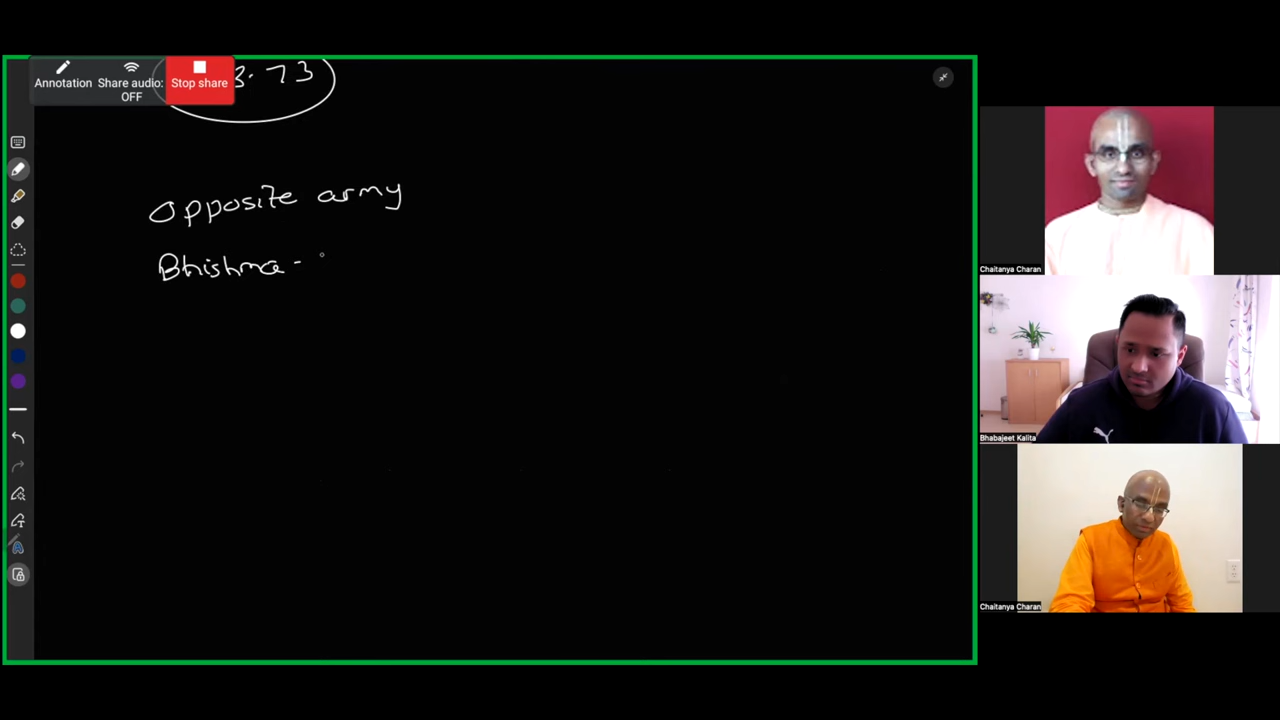 Annotation
Share audio:
OFF
Stop share
3.73
Opposite army
Bhishma -
Chaitanya Charan
Bhabajeet Kalita
Chaitanya Charan